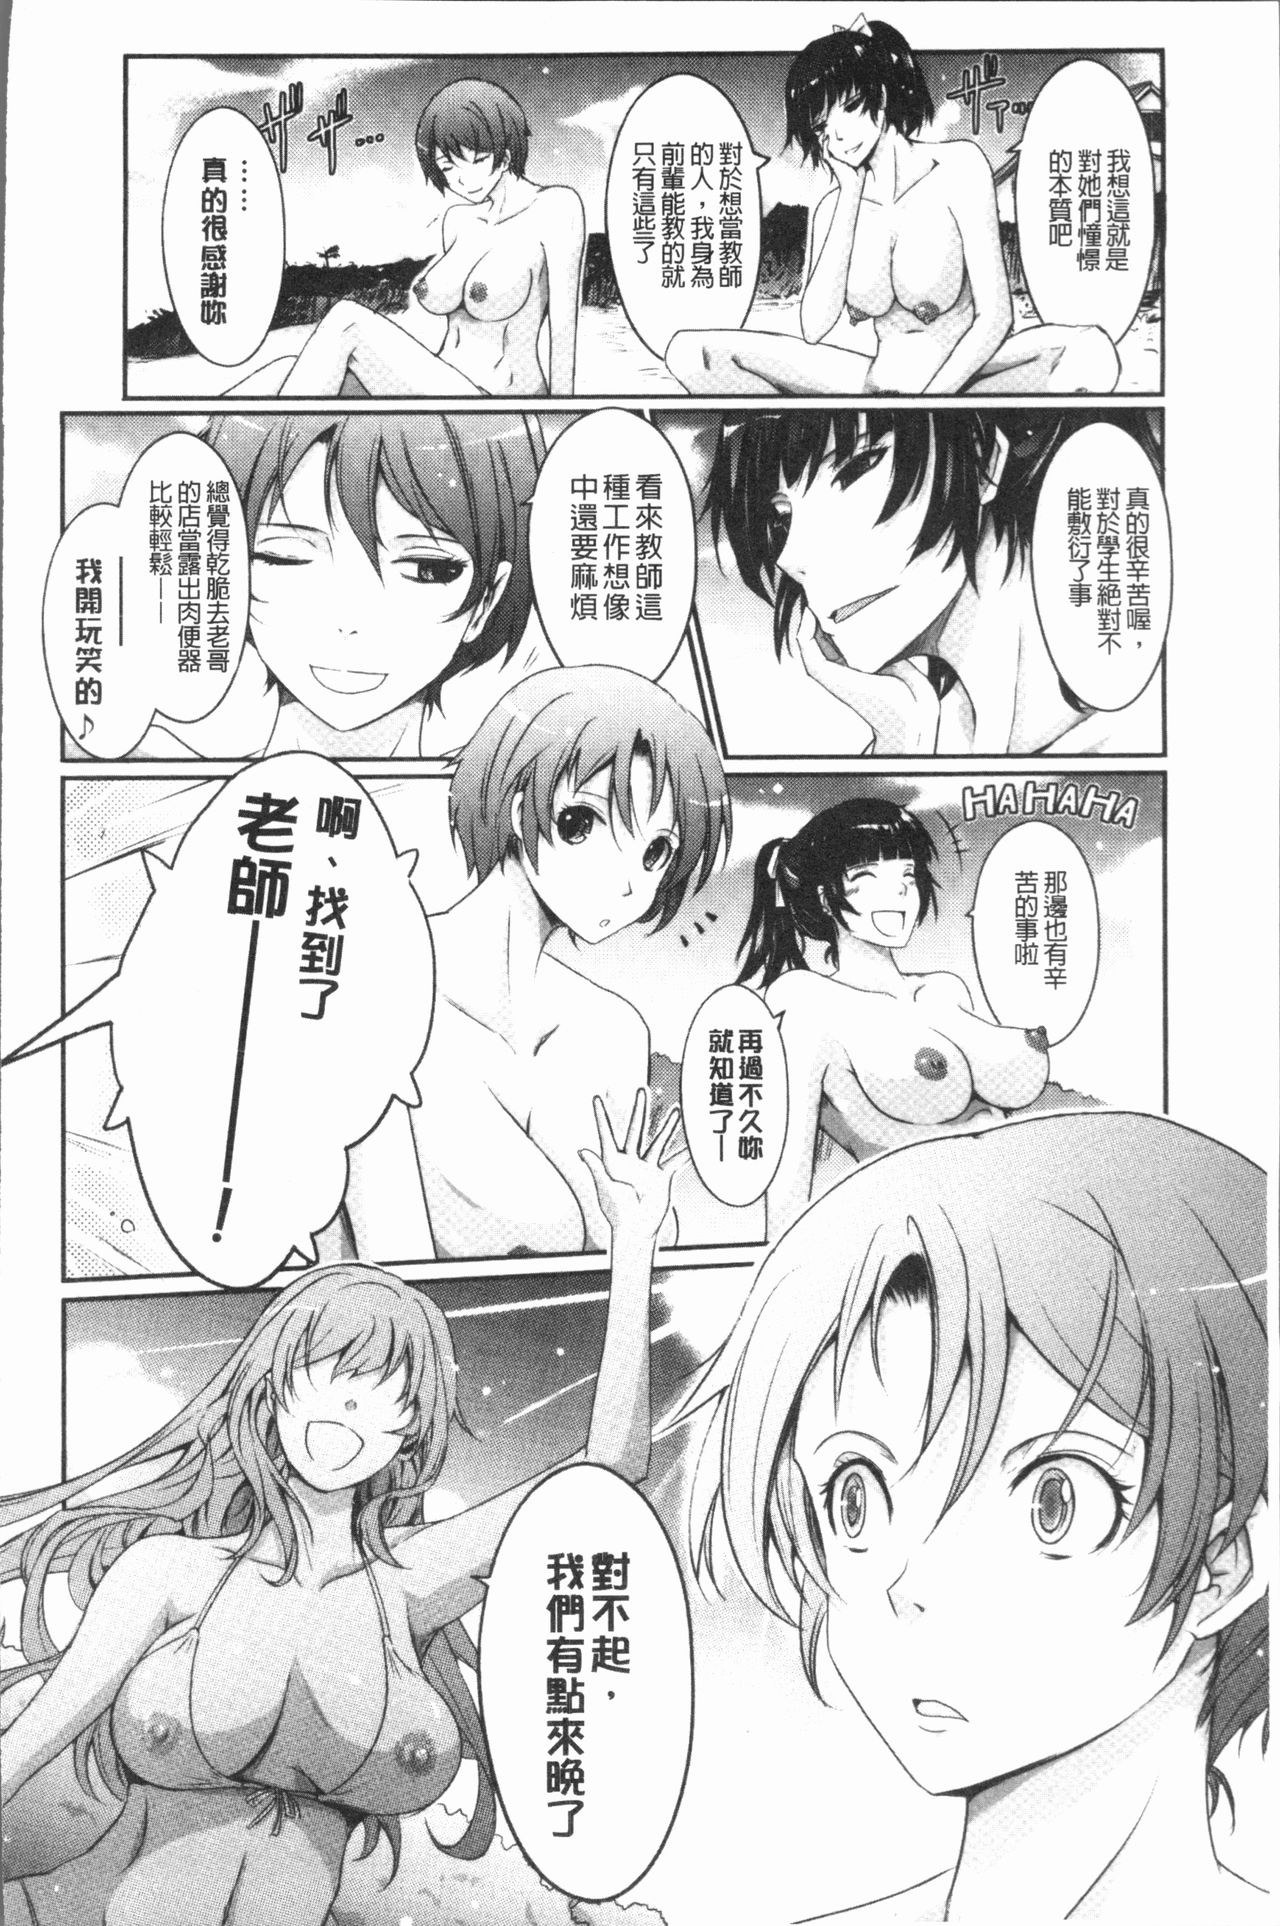 我想這就是
對她們憧憬
的本質吧
對於想當教師
的人，我身為
前輩能教的就
只有這些了
……
真的很感謝妳
ザァ…
ザザ…
真的很辛苦喔，
對於學生絕對不
能敷衍了事
看來教師這
種工作想像
中還要麻煩
總覺得乾脆去老哥
的店當露出肉便器
比較輕鬆——
——
我開玩笑的♪
HAHAHA
那邊也有辛
苦的事啦
再過不久妳
就知道了—
啊、找到了
老師——！
對不起，
我們有點來晚了